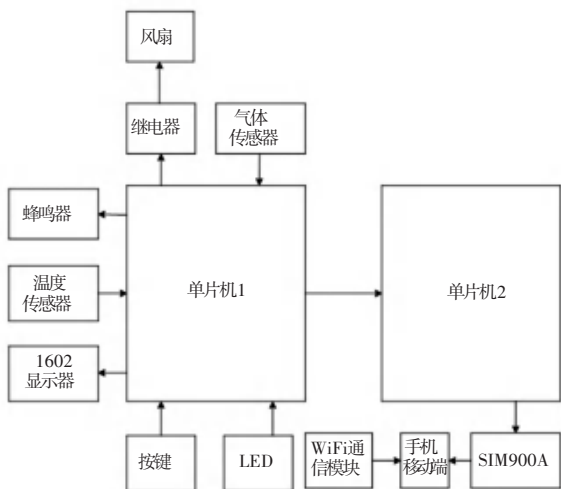 风扇
继电器
气体
传感器
蜂鸣器
单片机1
单片机2
温度
传感器
1602
显示器
按键
LED
WiFi通
信模块
手机
移动端
SIM900A